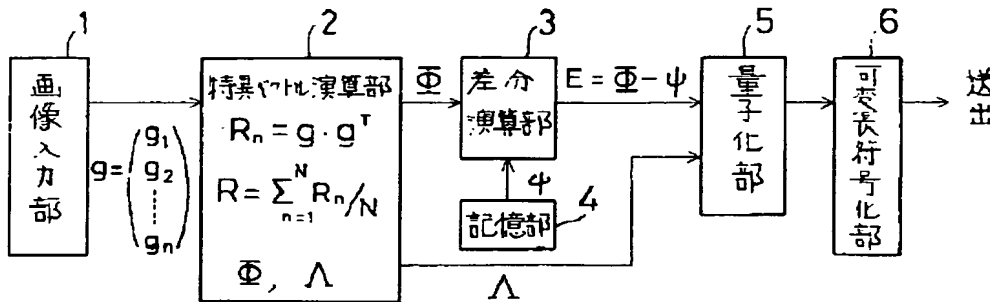 1
画像入力部
g = (g1 g2 ⋮ gn)
2
特異ベクトル演算部
Rn = g・gᵀ
R = Σ_{n=1}^{N} Rn/N
Φ, Λ
Φ
3
差分
演算部
ψ
記憶部
4
E = Φ-ψ
Λ
5
量子化部
6
可変長符号化部
送出